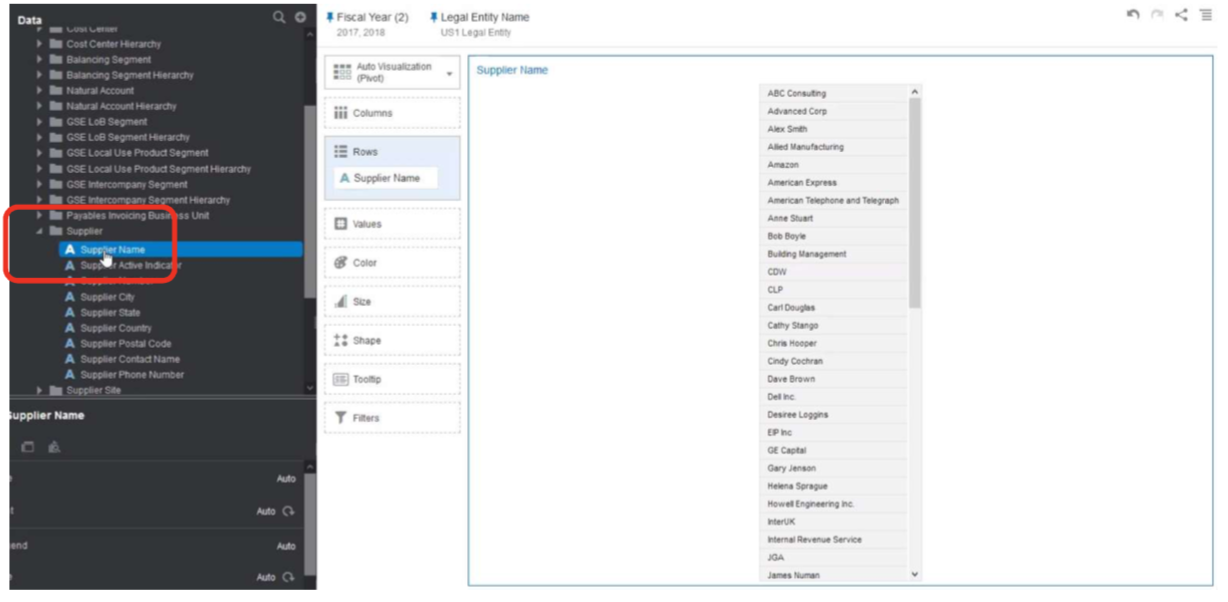 Data
Cost Center
Cost Center Hierarchy
Balancing Segment
Balancing Segment Hierarchy
Natural Account
Natural Account Hierarchy
GSE LoB Segment
GSE LoB Segment Hierarchy
GSE Local Use Product Segment
GSE Local Use Product Segment Hierarchy
GSE Intercompany Segment
GSE Intercompany Segment Hierarchy
Payables Invoicing Business Unit
Supplier
A Supplier Name
A Supplier Active Indicator
A Supplier Number
A Supplier City
A Supplier State
A Supplier Country
A Supplier Postal Code
A Supplier Contact Name
A Supplier Phone Number
Supplier Site
Supplier Name
Auto
Auto
end
Auto
Auto
Fiscal Year (2)
2017, 2018
Legal Entity Name
US1 Legal Entity
Auto Visualization
(Pivot)
Columns
Rows
A Supplier Name
Values
Color
Size
Shape
Tooltip
Filters
Supplier Name
ABC Consulting
Advanced Corp
Alex Smith
Allied Manufacturing
Amazon
American Express
American Telephone and Telegraph
Anne Stuart
Bob Boyle
Building Management
CDW
CLP
Carl Douglas
Cathy Stango
Chris Hooper
Cindy Cochran
Dave Brown
Dell Inc.
Desiree Loggins
EIP Inc
GE Capital
Gary Jenson
Helena Sprague
Howell Engineering Inc.
InterUK
Internal Revenue Service
JGA
James Numan